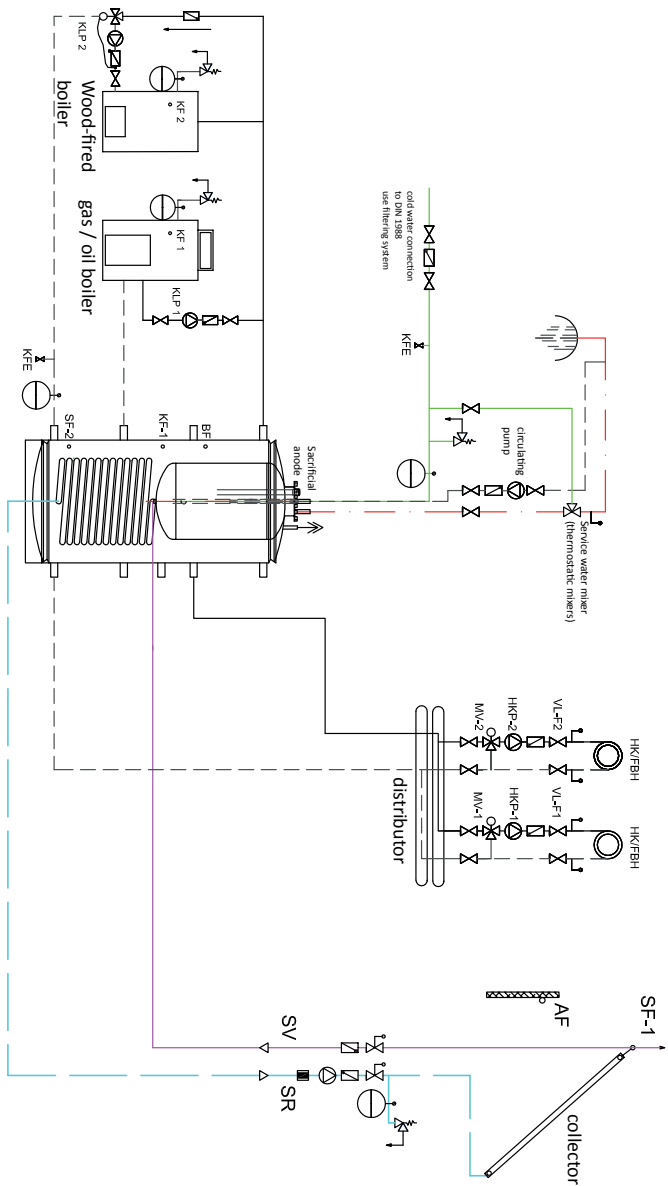 KLP 2
KF 2
Wood-fired
boiler
KF 1
gas / oil boiler
KLP 1
KFE
SF-2
KF-1
BF
Sacrificial
anode
cold water connection
to DIN 1988
use filtering system
KFE
circulating
pump
Service water mixer
(thermostatic mixers)
HK/FBH
VL-F2
HKP-2
MV-2
HK/FBH
VL-F1
HKP-1
MV-1
distributor
AF
SF-1
collector
SV
SR